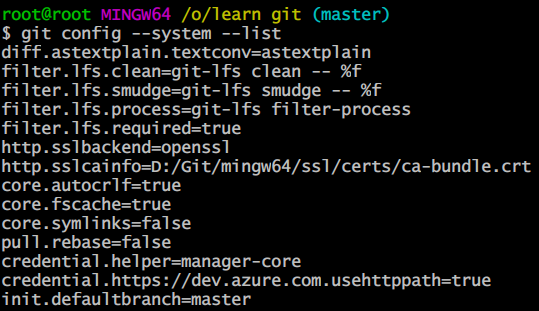 root@root MINGW64 /o/learn git (master)
$ git config --system --list
diff.astextplain.textconv=astextplain
filter.lfs.clean=git-lfs clean -- %f
filter.lfs.smudge=git-lfs smudge -- %f
filter.lfs.process=git-lfs filter-process
filter.lfs.required=true
http.sslbackend=openssl
http.sslcainfo=D:/Git/mingw64/ssl/certs/ca-bundle.crt
core.autocrlf=true
core.fscache=true
core.symlinks=false
pull.rebase=false
credential.helper=manager-core
credential.https://dev.azure.com.usehttppath=true
init.defaultbranch=master